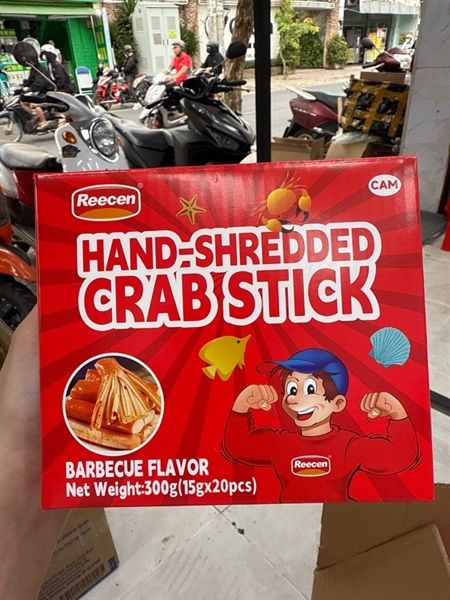 Reecen
CAM
HAND-SHREDDED
CRAB STICK
Reecen
BARBECUE FLAVOR
Net Weight:300g(15gx20pcs)